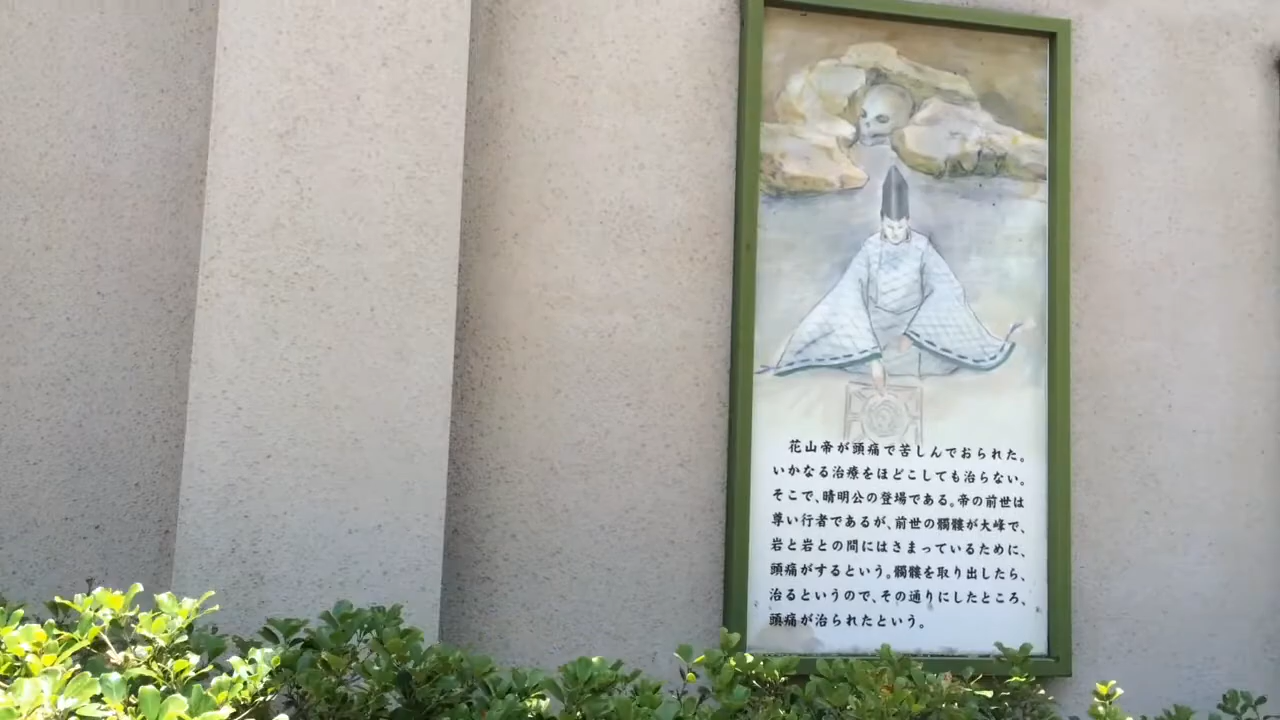 花山帝が頭痛で苦しんでおられた。
いかなる治療をほどこしても治らない。
そこで、晴明公の登場である。帝の前世は
尊い行者であるが、前世の髑髏が大峰で、
岩と岩との間にはさまっているために、
頭痛がするという。髑髏を取り出したら、
治るというので、その通りにしたところ、
頭痛が治られたという。